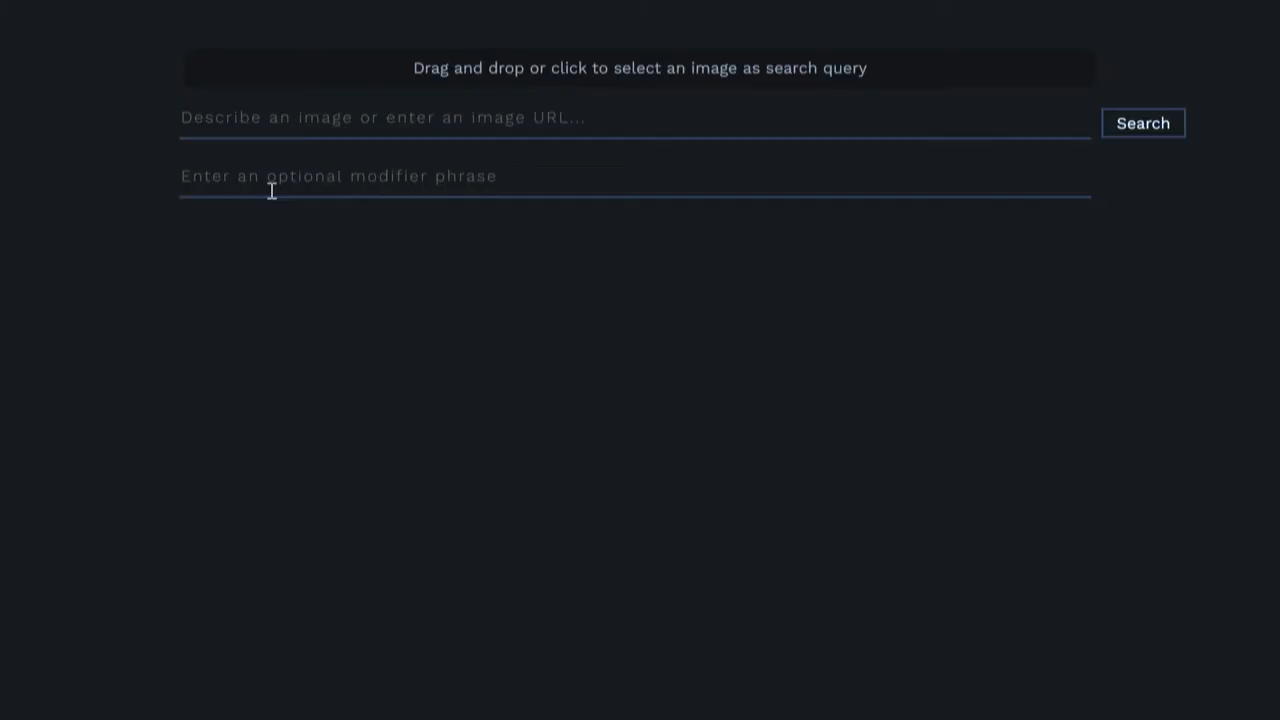 Drag and drop or click to select an image as search query
Describe an image or enter an image URL...
Search
Enter an optional modifier phrase